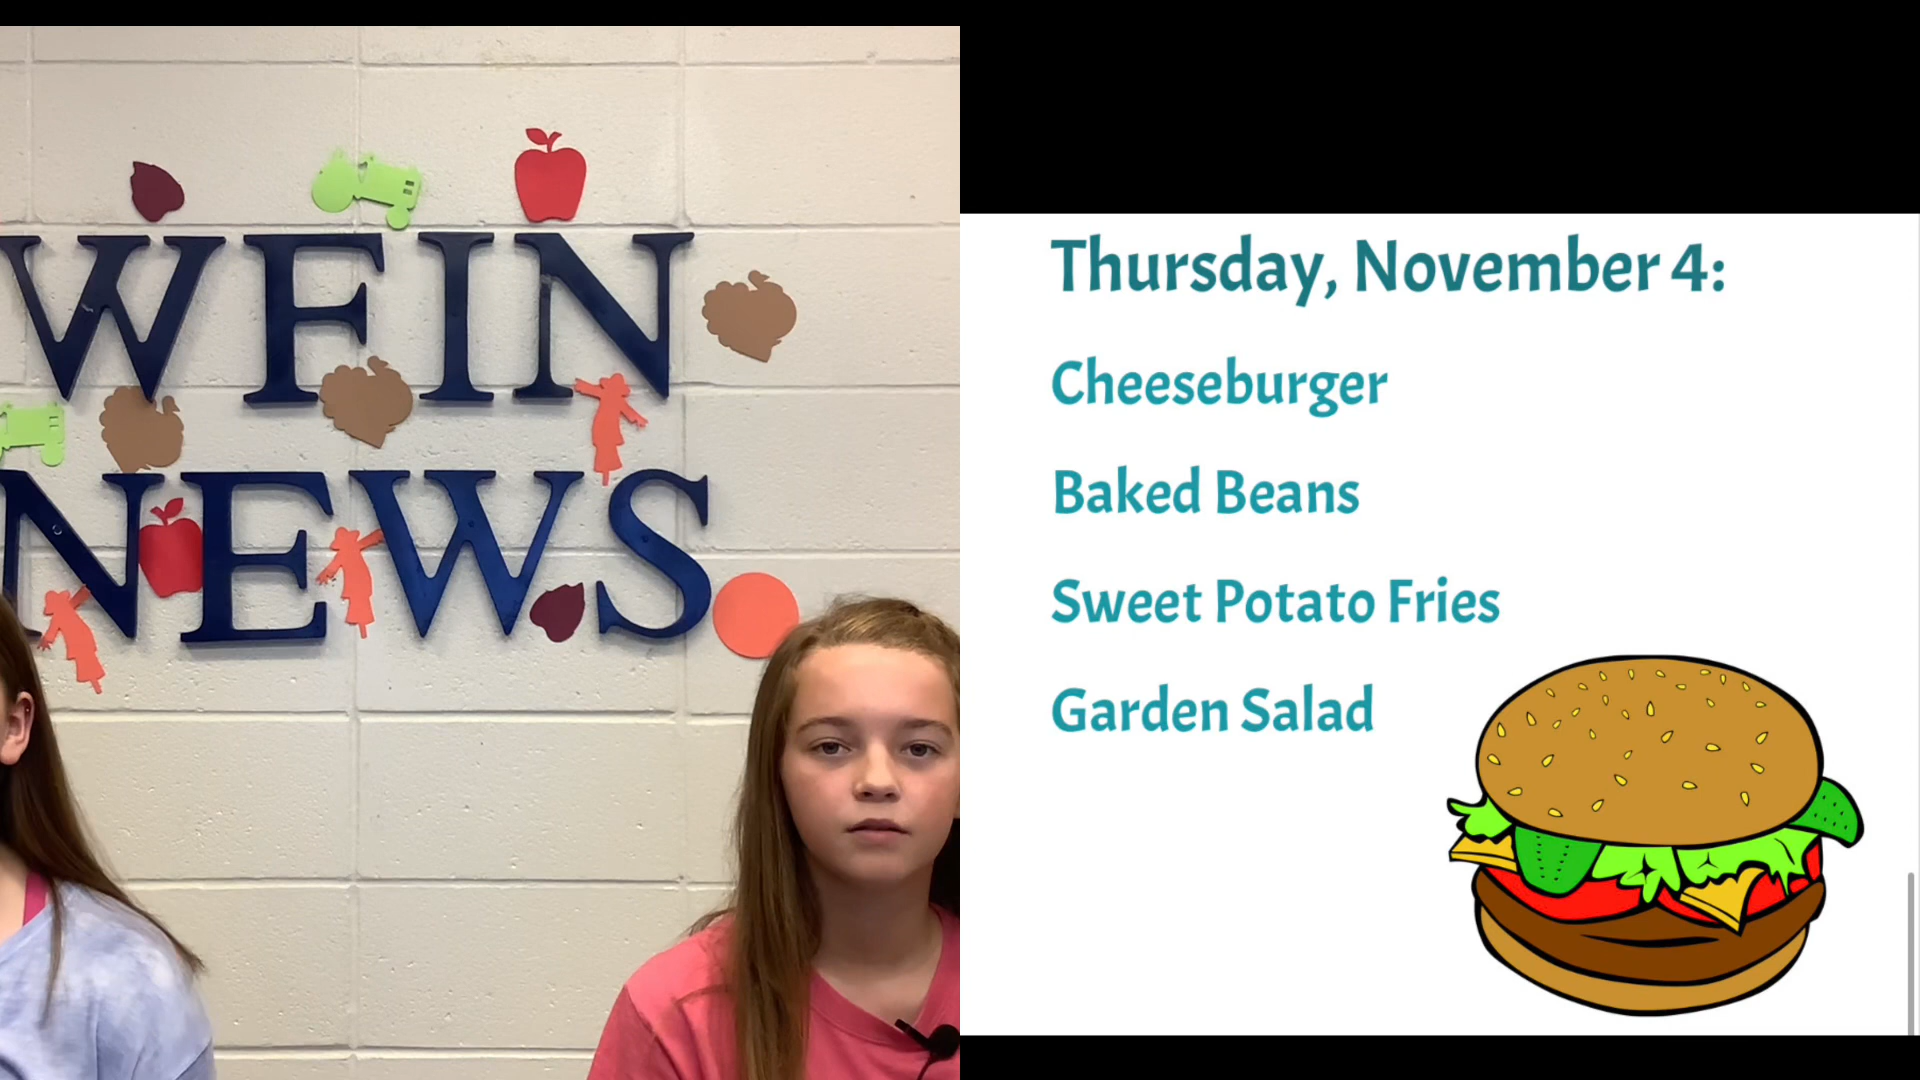 WFIN
NEWS
Thursday, November 4:
Cheeseburger
Baked Beans
Sweet Potato Fries
Garden Salad